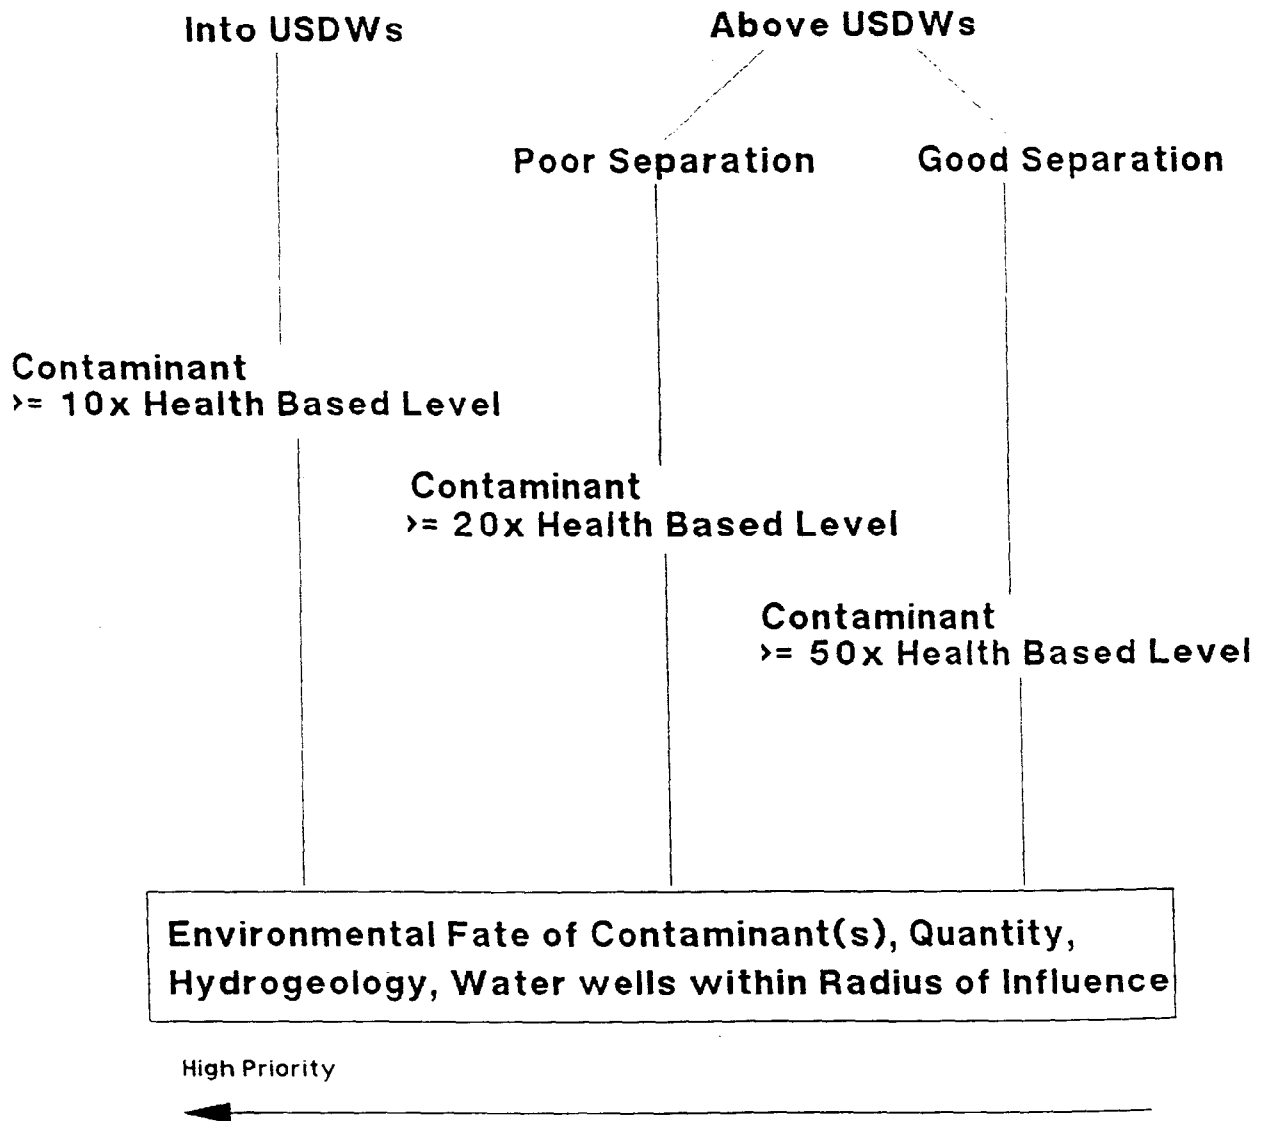 Into USDWs
Above USDWs
Poor Separation
Good Separation
Contaminant
>= 10x Health Based Level
Contaminant
>= 20x Health Based Level
Contaminant
>= 50x Health Based Level
Environmental Fate of Contaminant(s), Quantity,
Hydrogeology, Water wells within Radius of Influence
High Priority